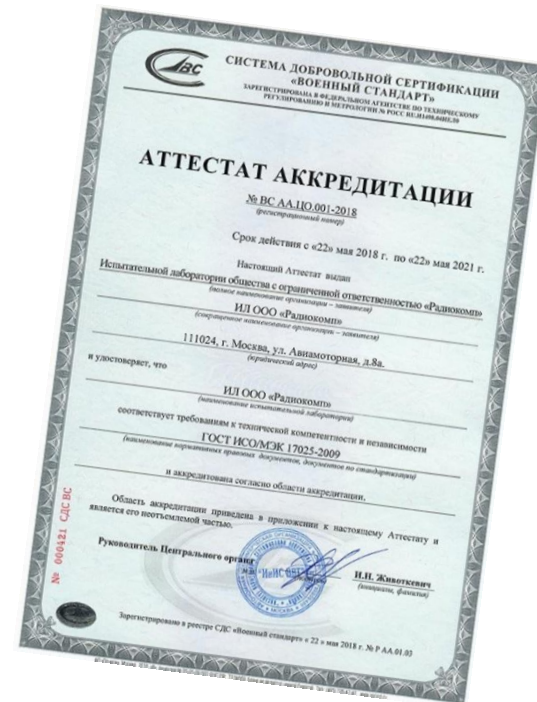 СВС
СИСТЕМА ДОБРОВОЛЬНОЙ СЕРТИФИКАЦИИ
«ВОЕННЫЙ СТАНДАРТ»
ЗАРЕГИСТРИРОВАНА В ФЕДЕРАЛЬНОМ АГЕНТСТВЕ ПО ТЕХНИЧЕСКОМУ
РЕГУЛИРОВАНИЮ И МЕТРОЛОГИИ № РОСС
АТТЕСТАТ АККРЕДИТАЦИИ
№ ВС АА.ЦО.001-2018
(регистрационный номер)
Срок действия с «22» мая 2018 г. по «22» мая 2021 г.
Настоящий Аттестат выдан
Испытательной лаборатории общества с ограниченной ответственностью «Радиокомп»
(полное наименование организации – заявителя)
ИЛ ООО «Радиокомп»
(сокращенное наименование организации – заявителя)
111024, г. Москва, ул. Авиамоторная, д.8а.
(юридический адрес)
и удостоверяет, что
ИЛ ООО «Радиокомп»
(наименование испытательной лаборатории)
соответствует требованиям к технической компетентности и независимости
ГОСТ ИСО/МЭК 17025-2009
(наименование нормативных правовых документов, документов по стандартизации)
и аккредитована согласно области аккредитации.
Область аккредитации приведена в приложении к настоящему Аттестату и
является его неотъемлемой частью.
Руководитель Центрального органа
М.П.
И.Н. Животкевич
(инициалы, фамилия)
№ 000421 СДС ВС
Зарегистрировано в реестре СДС «Военный стандарт» с 22 » мая 2018 г. № Р АА.01.03